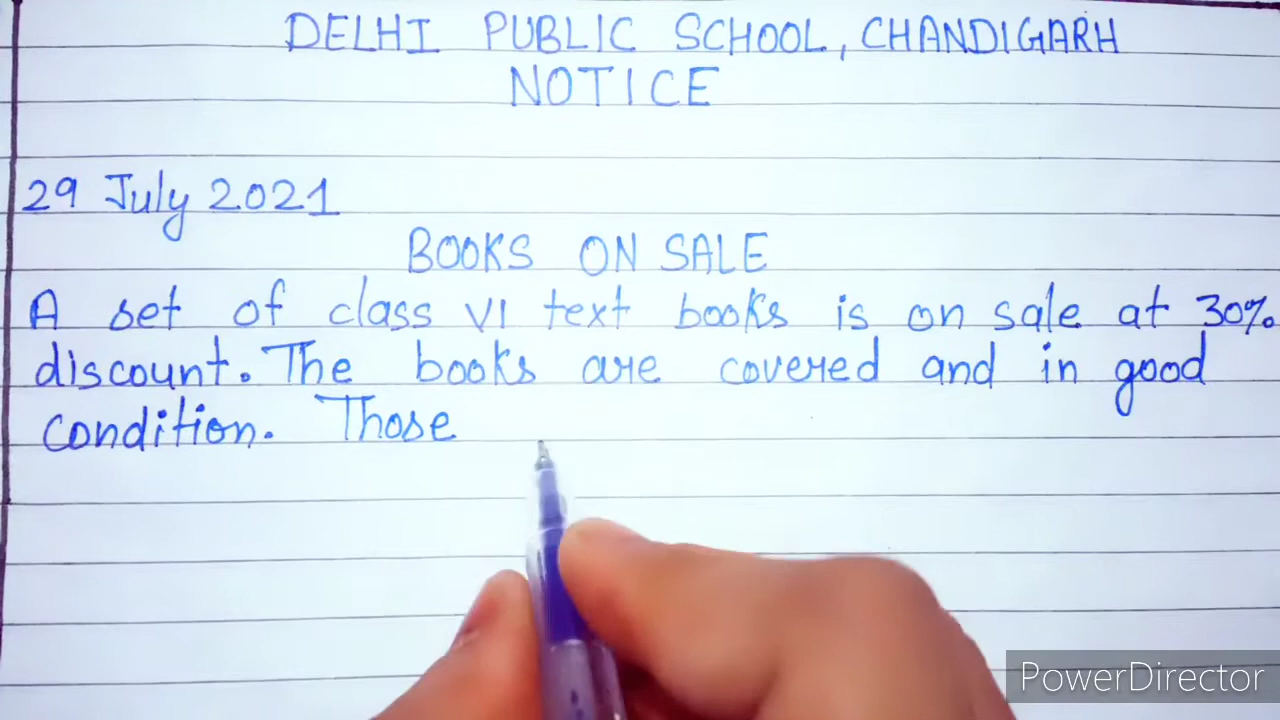 DELHI PUBLIC SCHOOL, CHANDIGARH
NOTICE
29 July 2021
BOOKS ON SALE
A set of class VI text books is on sale at 30%
discount. The books are covered and in good
condition. Those
PowerDirector